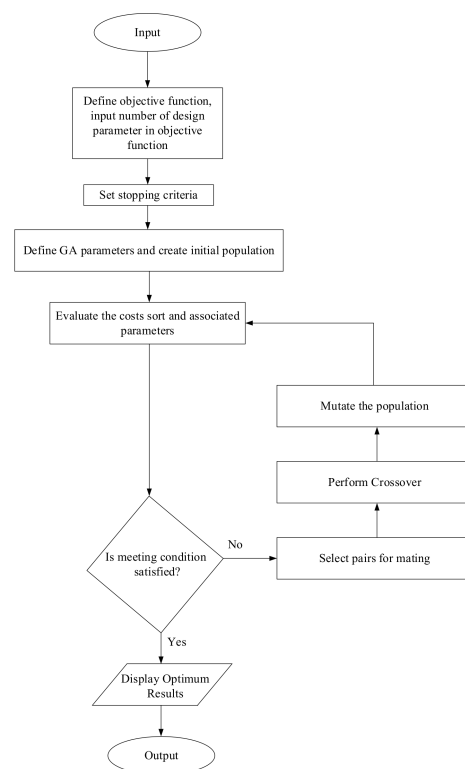 Input
Define objective function,
input number of design
parameter in objective
function
Set stopping criteria
Define GA parameters and create initial population
Evaluate the costs sort and associated
parameters
Mutate the population
Perform Crossover
Select pairs for mating
No
Is meeting condition
satisfied?
Yes
Display Optimum
Results
Output